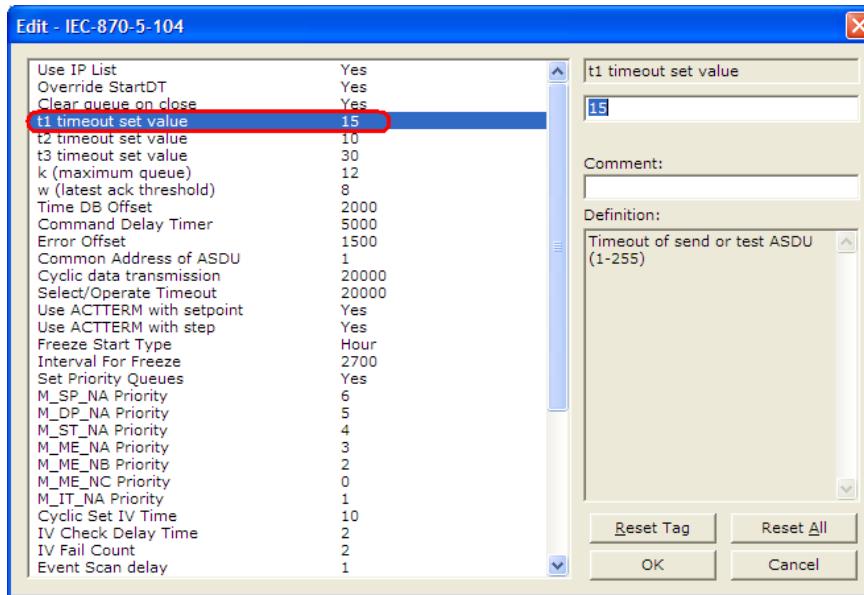 Edit - IEC-870-5-104
Use IP List Yes
Override StartDT Yes
Clear queue on close Yes
t1 timeout set value 15
t2 timeout set value 10
t3 timeout set value 30
k (maximum queue) 12
w (latest ack threshold) 8
Time DB Offset 2000
Command Delay Timer 5000
Error Offset 1500
Common Address of ASDU 1
Cyclic data transmission 20000
Select/Operate Timeout 20000
Use ACTTERM with setpoint Yes
Use ACTTERM with step Yes
Freeze Start Type Hour
Interval For Freeze 2700
Set Priority Queues Yes
M_SP_NA Priority 6
M_DP_NA Priority 5
M_ST_NA Priority 4
M_ME_NA Priority 3
M_ME_NB Priority 2
M_ME_NC Priority 0
M_IT_NA Priority 1
Cyclic Set IV Time 10
IV Check Delay Time 2
IV Fail Count 2
Event Scan delay 1
t1 timeout set value
15
Comment:
Definition:
Timeout of send or test ASDU
(1-255)
Reset Tag Reset All
OK Cancel